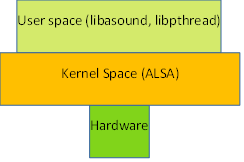 User space (libasound, libpthread)
Kernel Space (ALSA)
Hardware